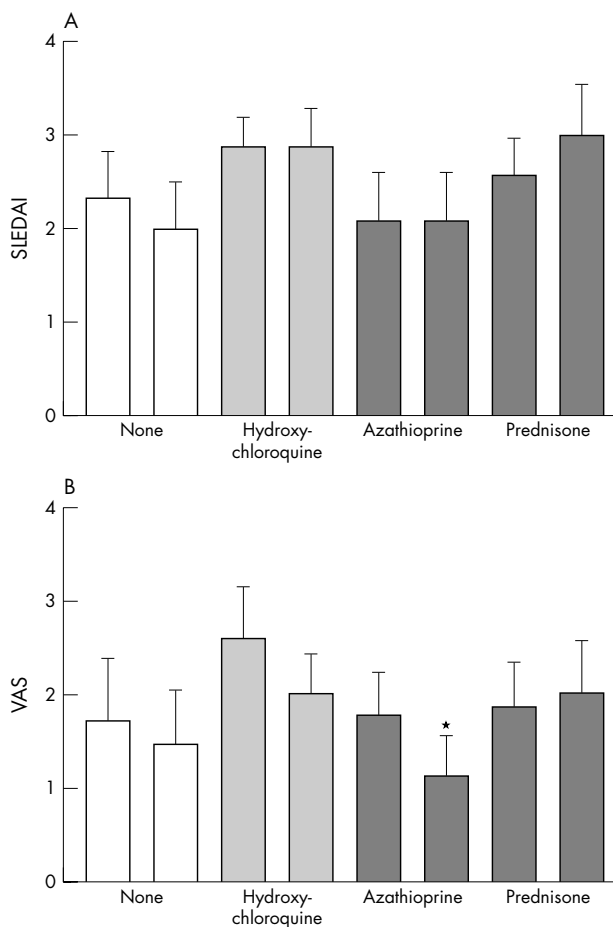 A
4
3
2
1
0
SLEDAI
None
Hydroxy-
chloroquine
Azathioprine
Prednisone
B
4
3
2
1
0
VAS
★
None
Hydroxy-
chloroquine
Azathioprine
Prednisone